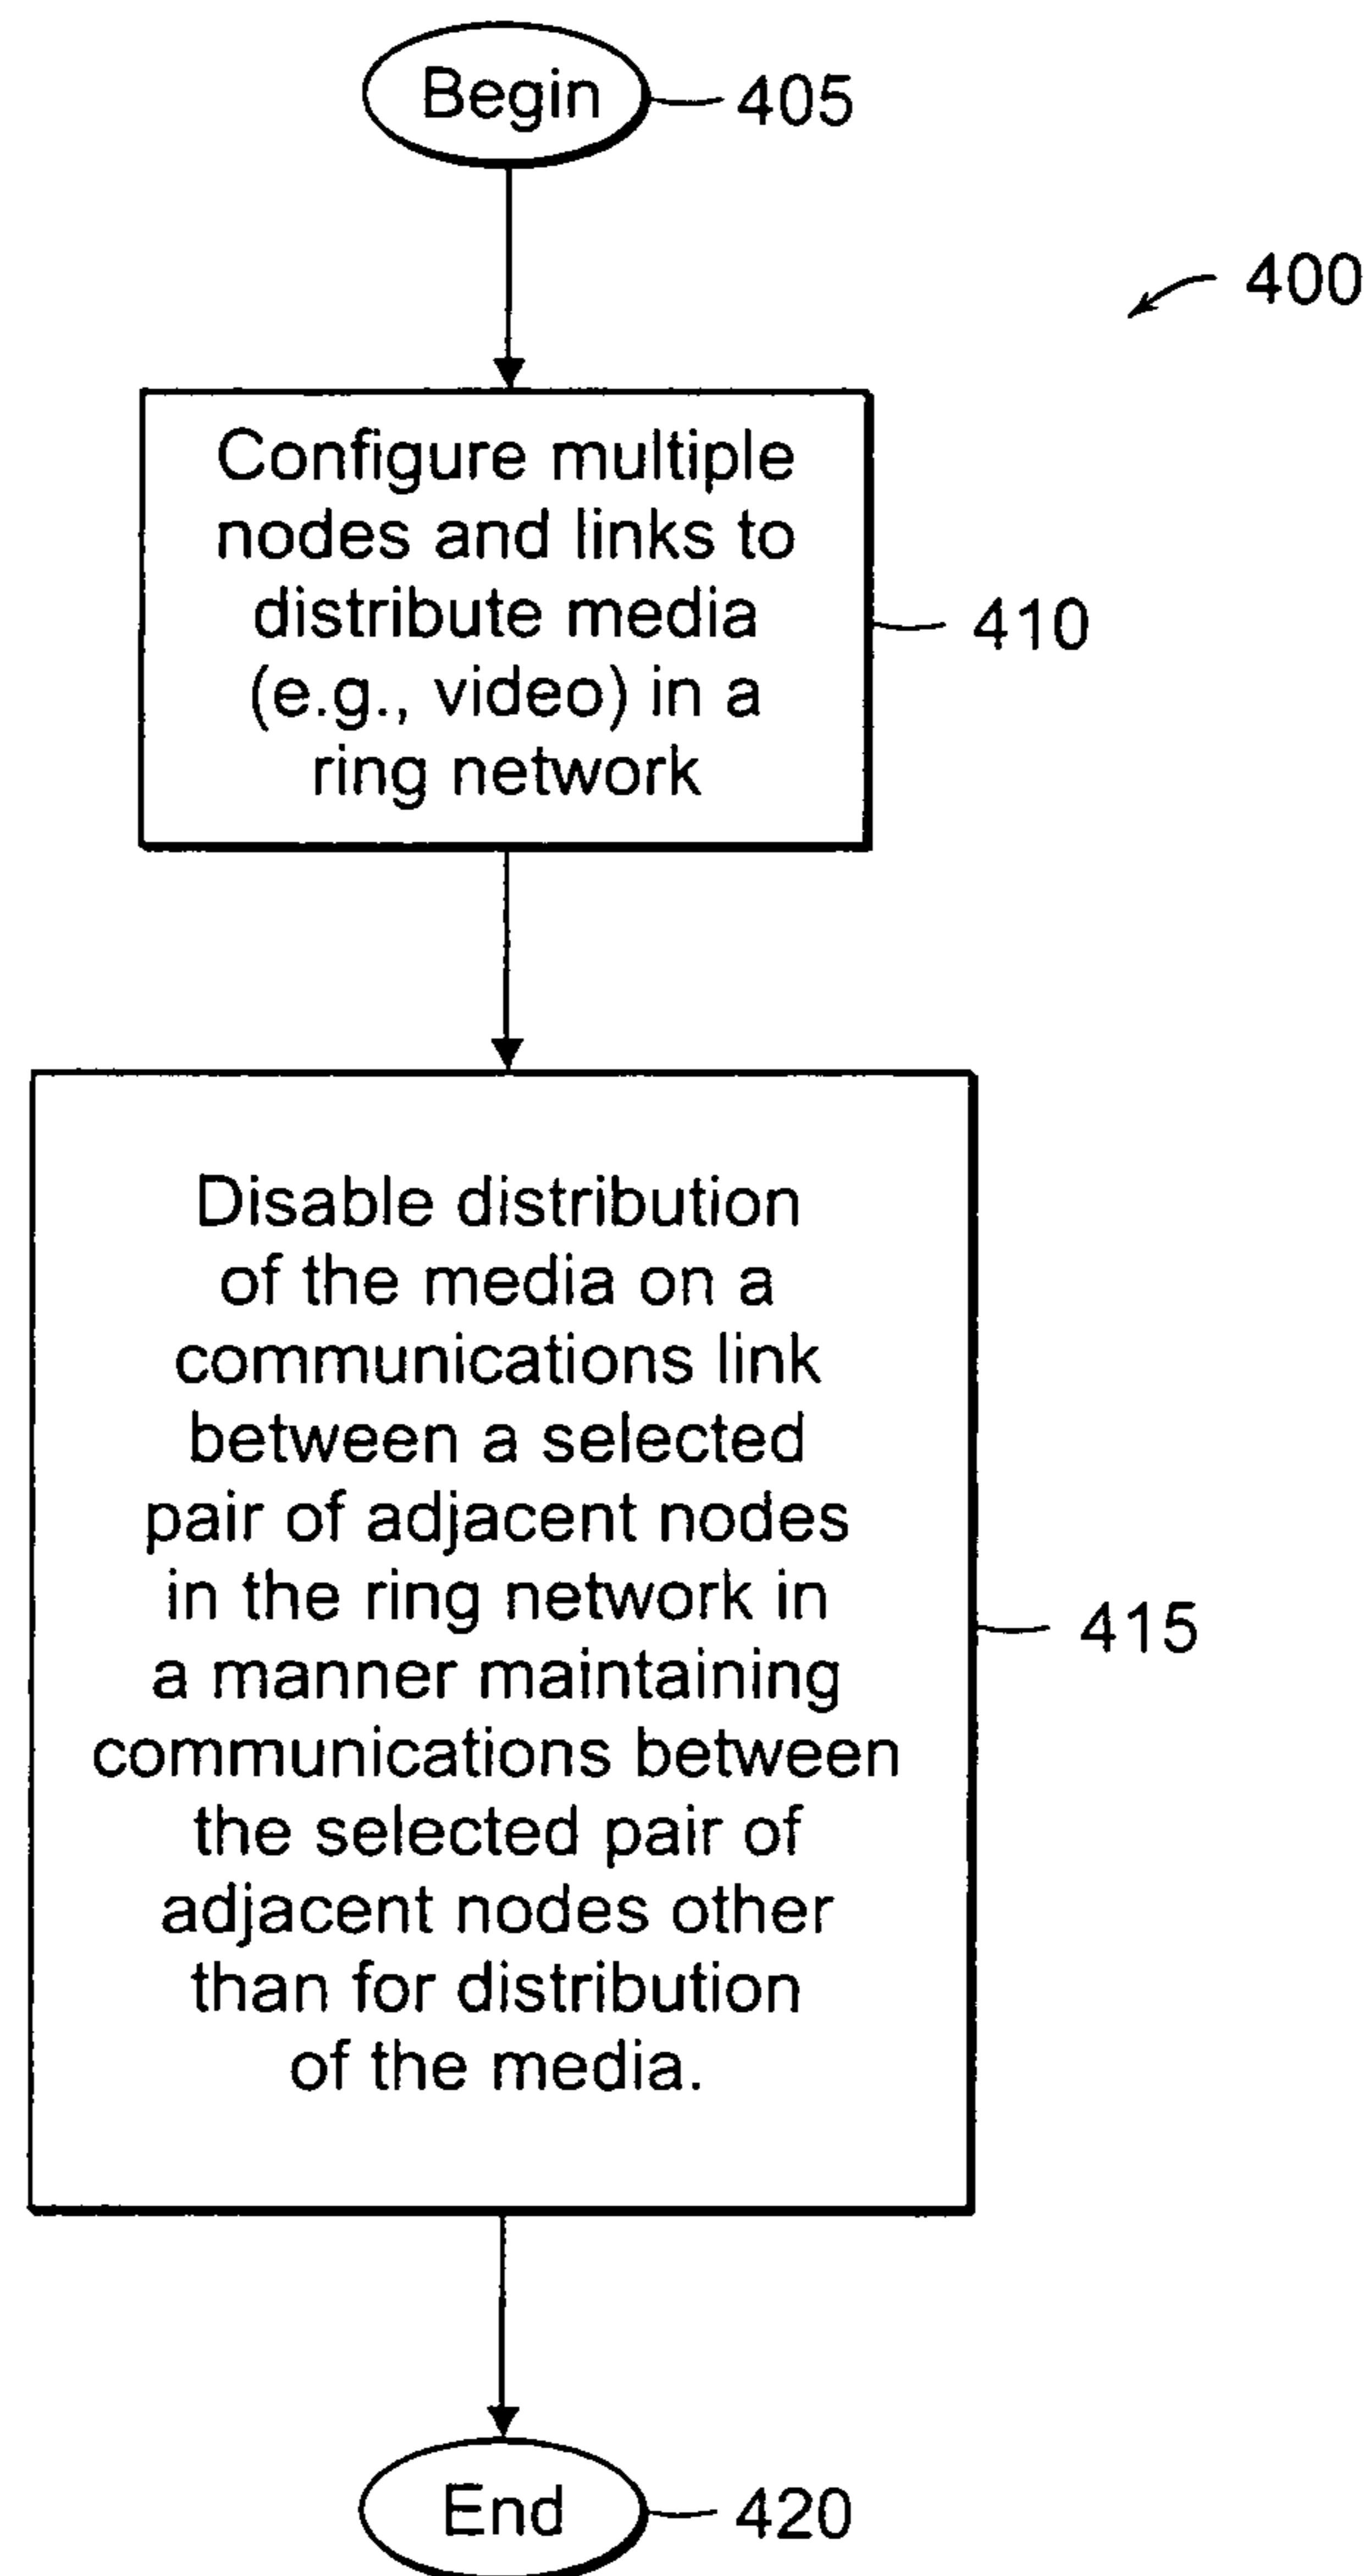 Begin
405
400
Configure multiple
nodes and links to
distribute media
(e.g., video) in a
ring network
410
Disable distribution
of the media on a
communications link
between a selected
pair of adjacent nodes
in the ring network in
a manner maintaining
communications between
the selected pair of
adjacent nodes other
than for distribution
of the media.
415
End
420